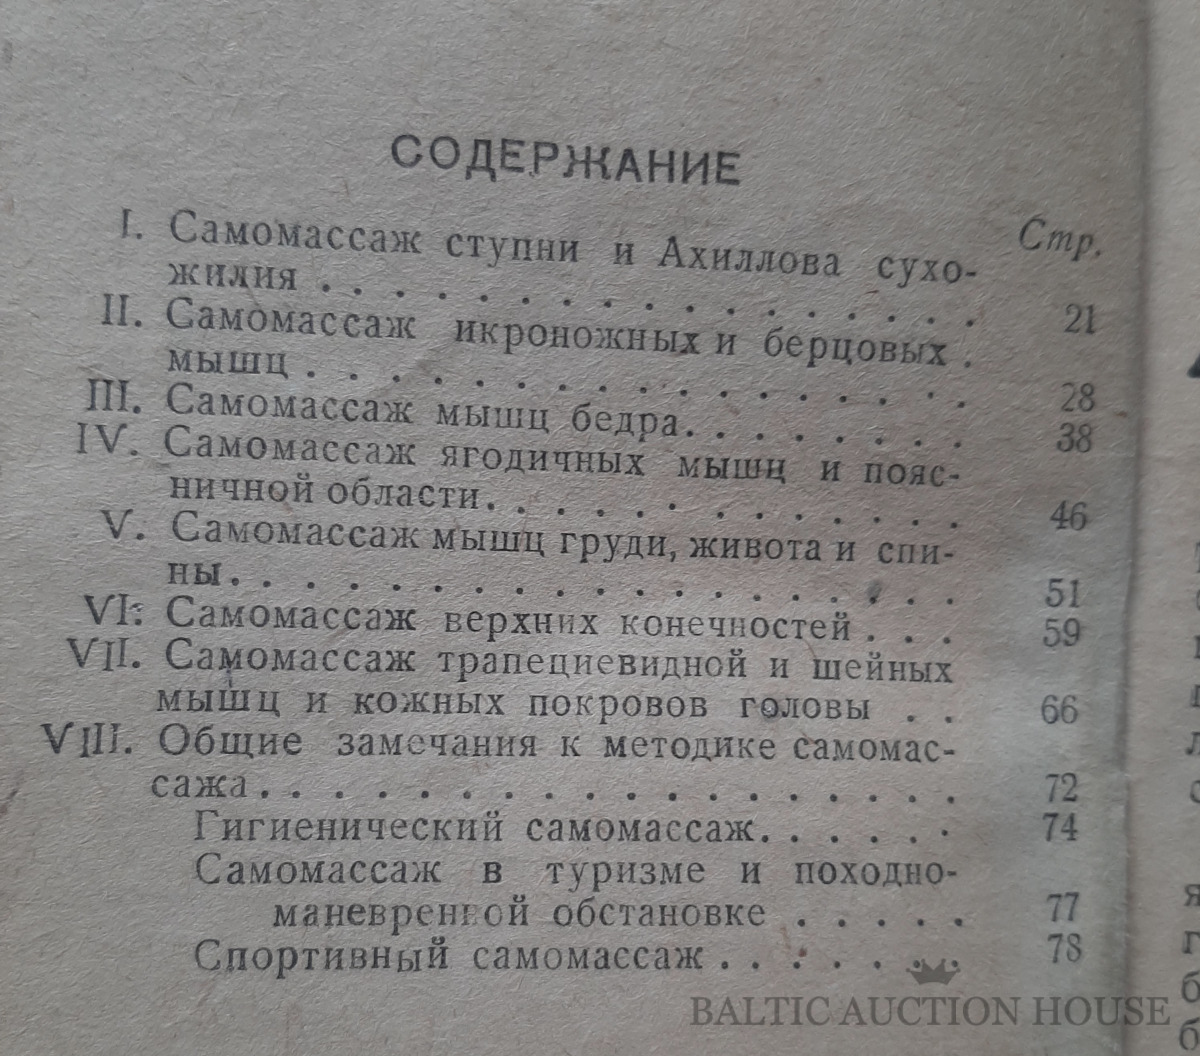 СОДЕРЖАНИЕ
Стр.
I. Самомассаж ступни и Ахиллова сухо-
жилия . . . . . . . . . . . . . . . 21
II. Самомассаж икроножных и берцовых .
мышц . . . . . . . . . . . . . . . 28
III. Самомассаж мышц бедра. . . . . . . . 38
IV. Самомассаж ягодичных мышц и пояс-
ничной области. . . . . . . . . . . . 46
V. Самомассаж мышц груди, живота и спи-
ны. . . . . . . . . . . . . . . . . 51
VI. Самомассаж верхних конечностей . . . 59
VII. Самомассаж трапециевидной и шейных
мышц и кожных покровов головы . . 66
VIII. Общие замечания к методике самомас-
сажа. . . . . . . . . . . . . . . . . . 72
Гигиенический самомассаж. . . . . . 74
Самомассаж в туризме и походно-
маневренной обстановке . . . . . 77
Спортивный самомассаж . . . . . . . 78
BALTIC AUCTION HOUSE